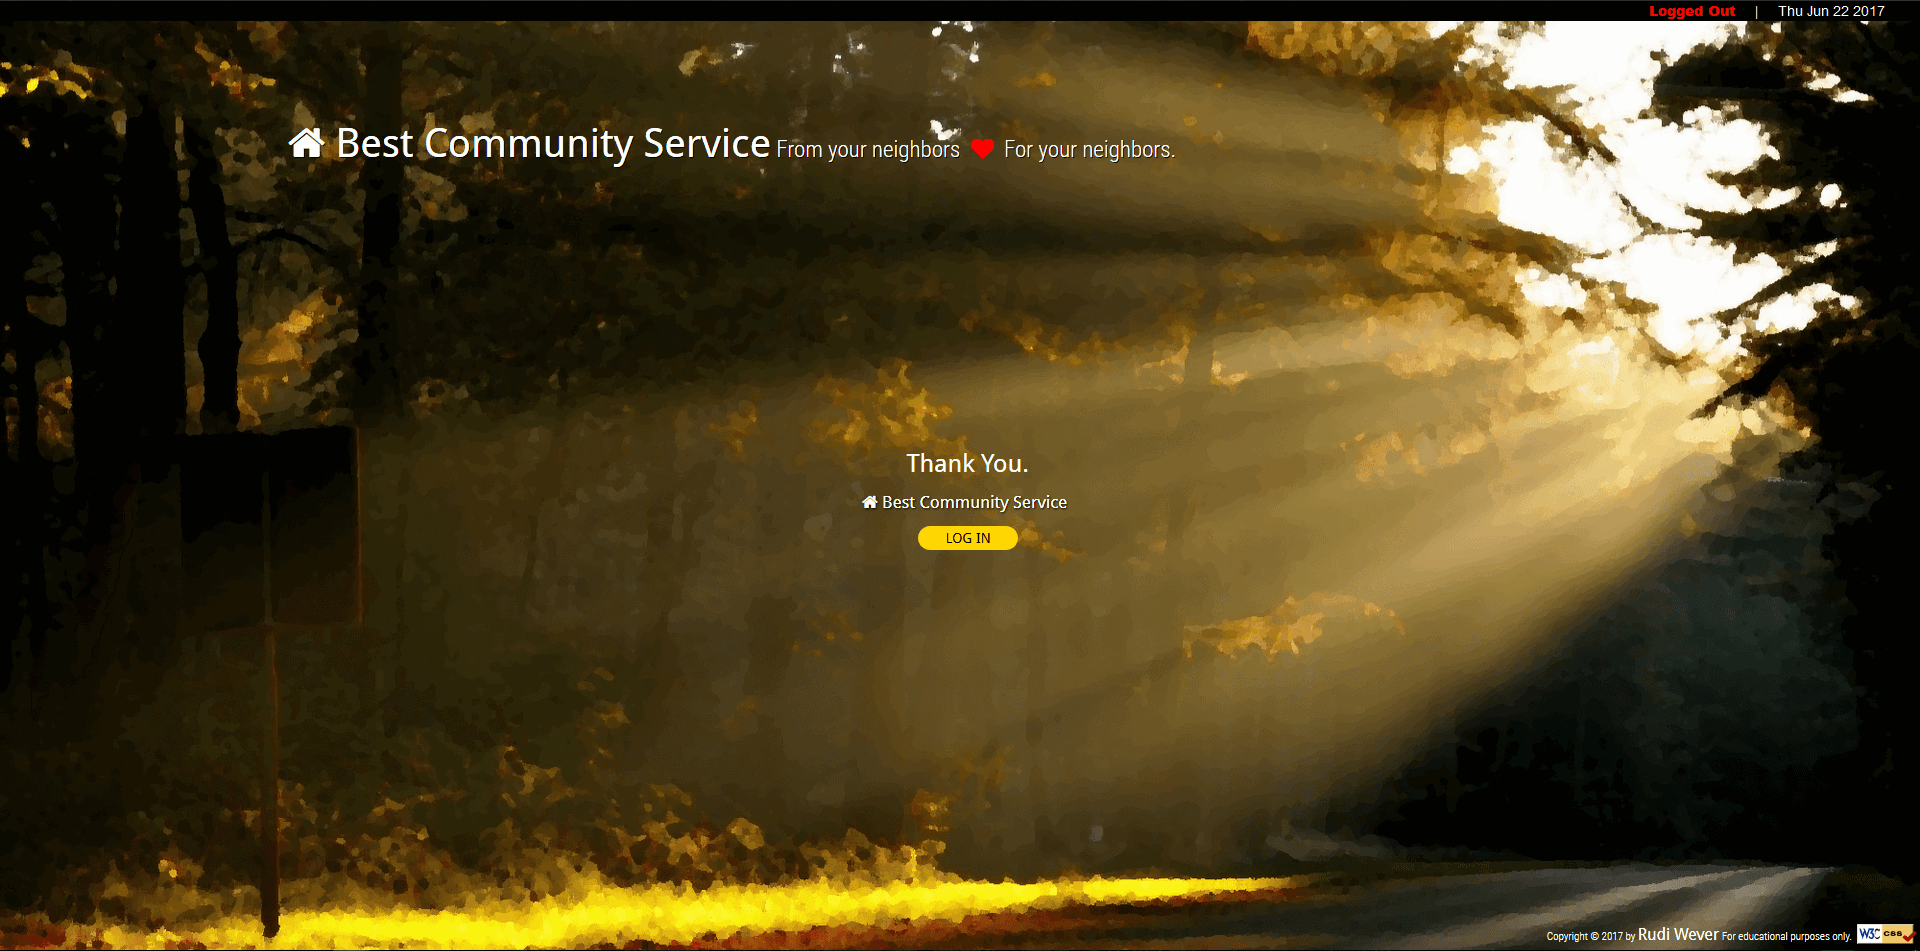 Logged Out | Thu Jun 22 2017
Best Community Service From your neighbors For your neighbors.
Thank You.
Best Community Service
LOG IN
Copyright © 2017 by Rudi Wever For educational purposes only. W3C css